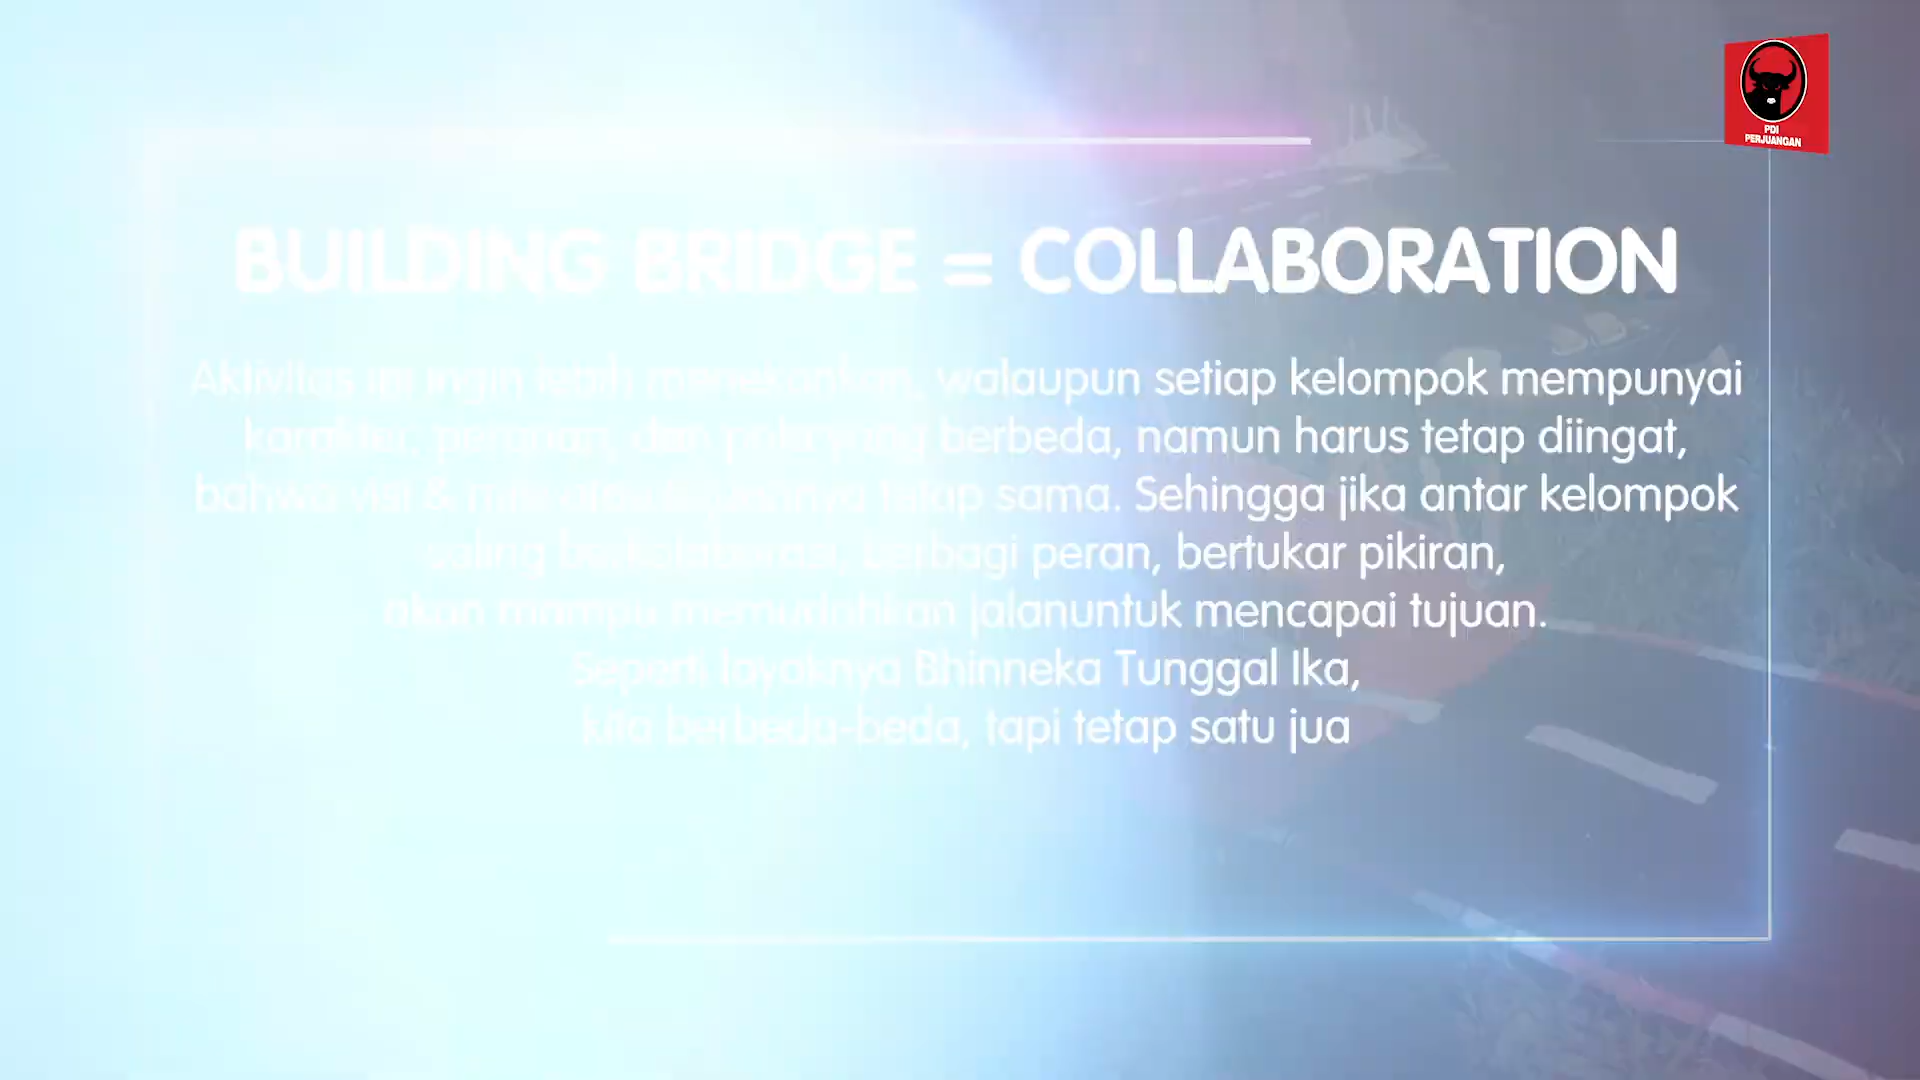 PDI
PERJUANGAN
BUILDING BRIDGE = COLLABORATION
Aktivitas ini ingin lebih menekankan, walaupun setiap kelompok mempunyai
karakter, peranan, dan pola yang berbeda, namun harus tetap diingat,
bahwa visi & misi atau tujuannya tetap sama. Sehingga jika antar kelompok
saling berkolaborasi, berbagi peran, bertukar pikiran,
akan mampu memudahkan jalanuntuk mencapai tujuan.
Seperti layaknya Bhinneka Tunggal Ika,
kita berbeda-beda, tapi tetap satu jua